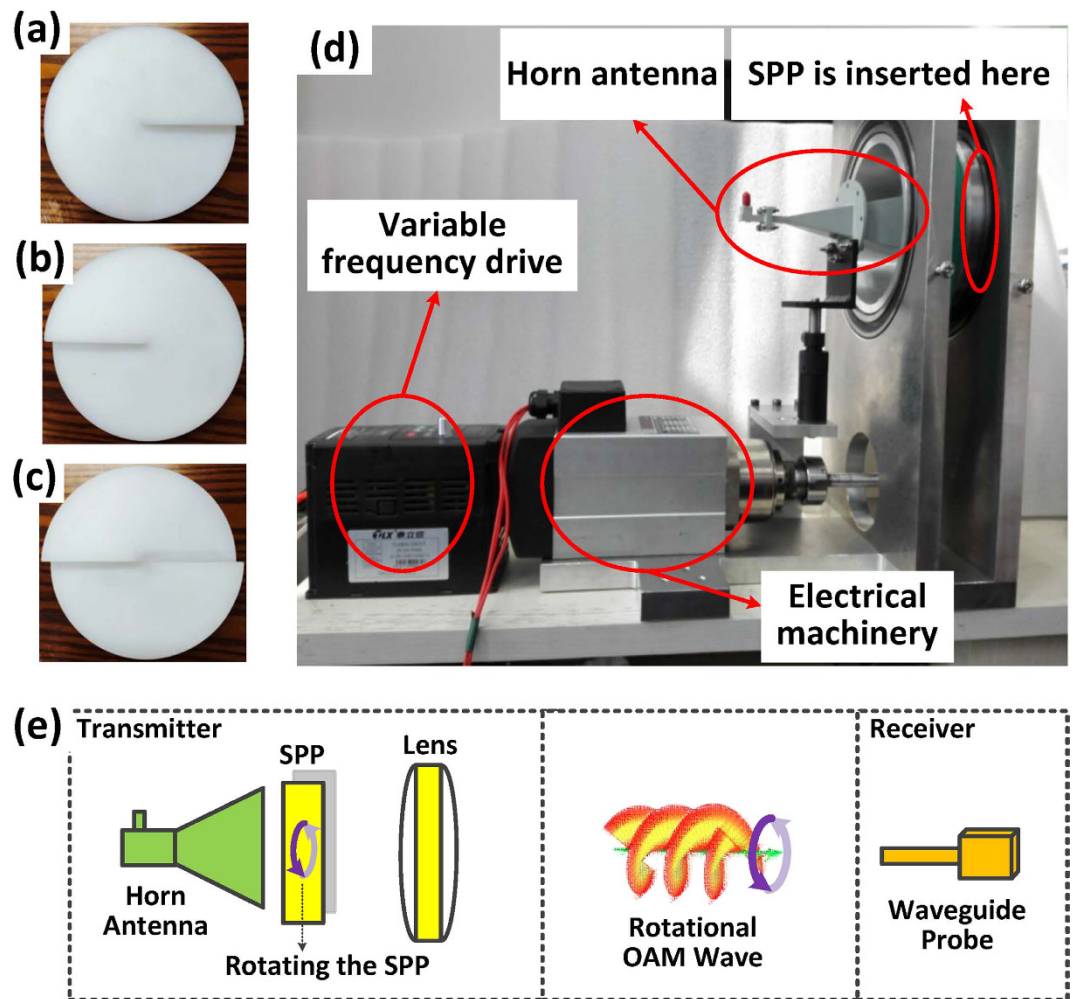 (a)
(b)
(c)
(d)
Horn antenna
SPP is inserted here
Variable
frequency drive
Electrical
machinery
(e)
Transmitter
SPP
Lens
Horn
Antenna
Rotating the SPP
Rotational
OAM Wave
Receiver
Waveguide
Probe